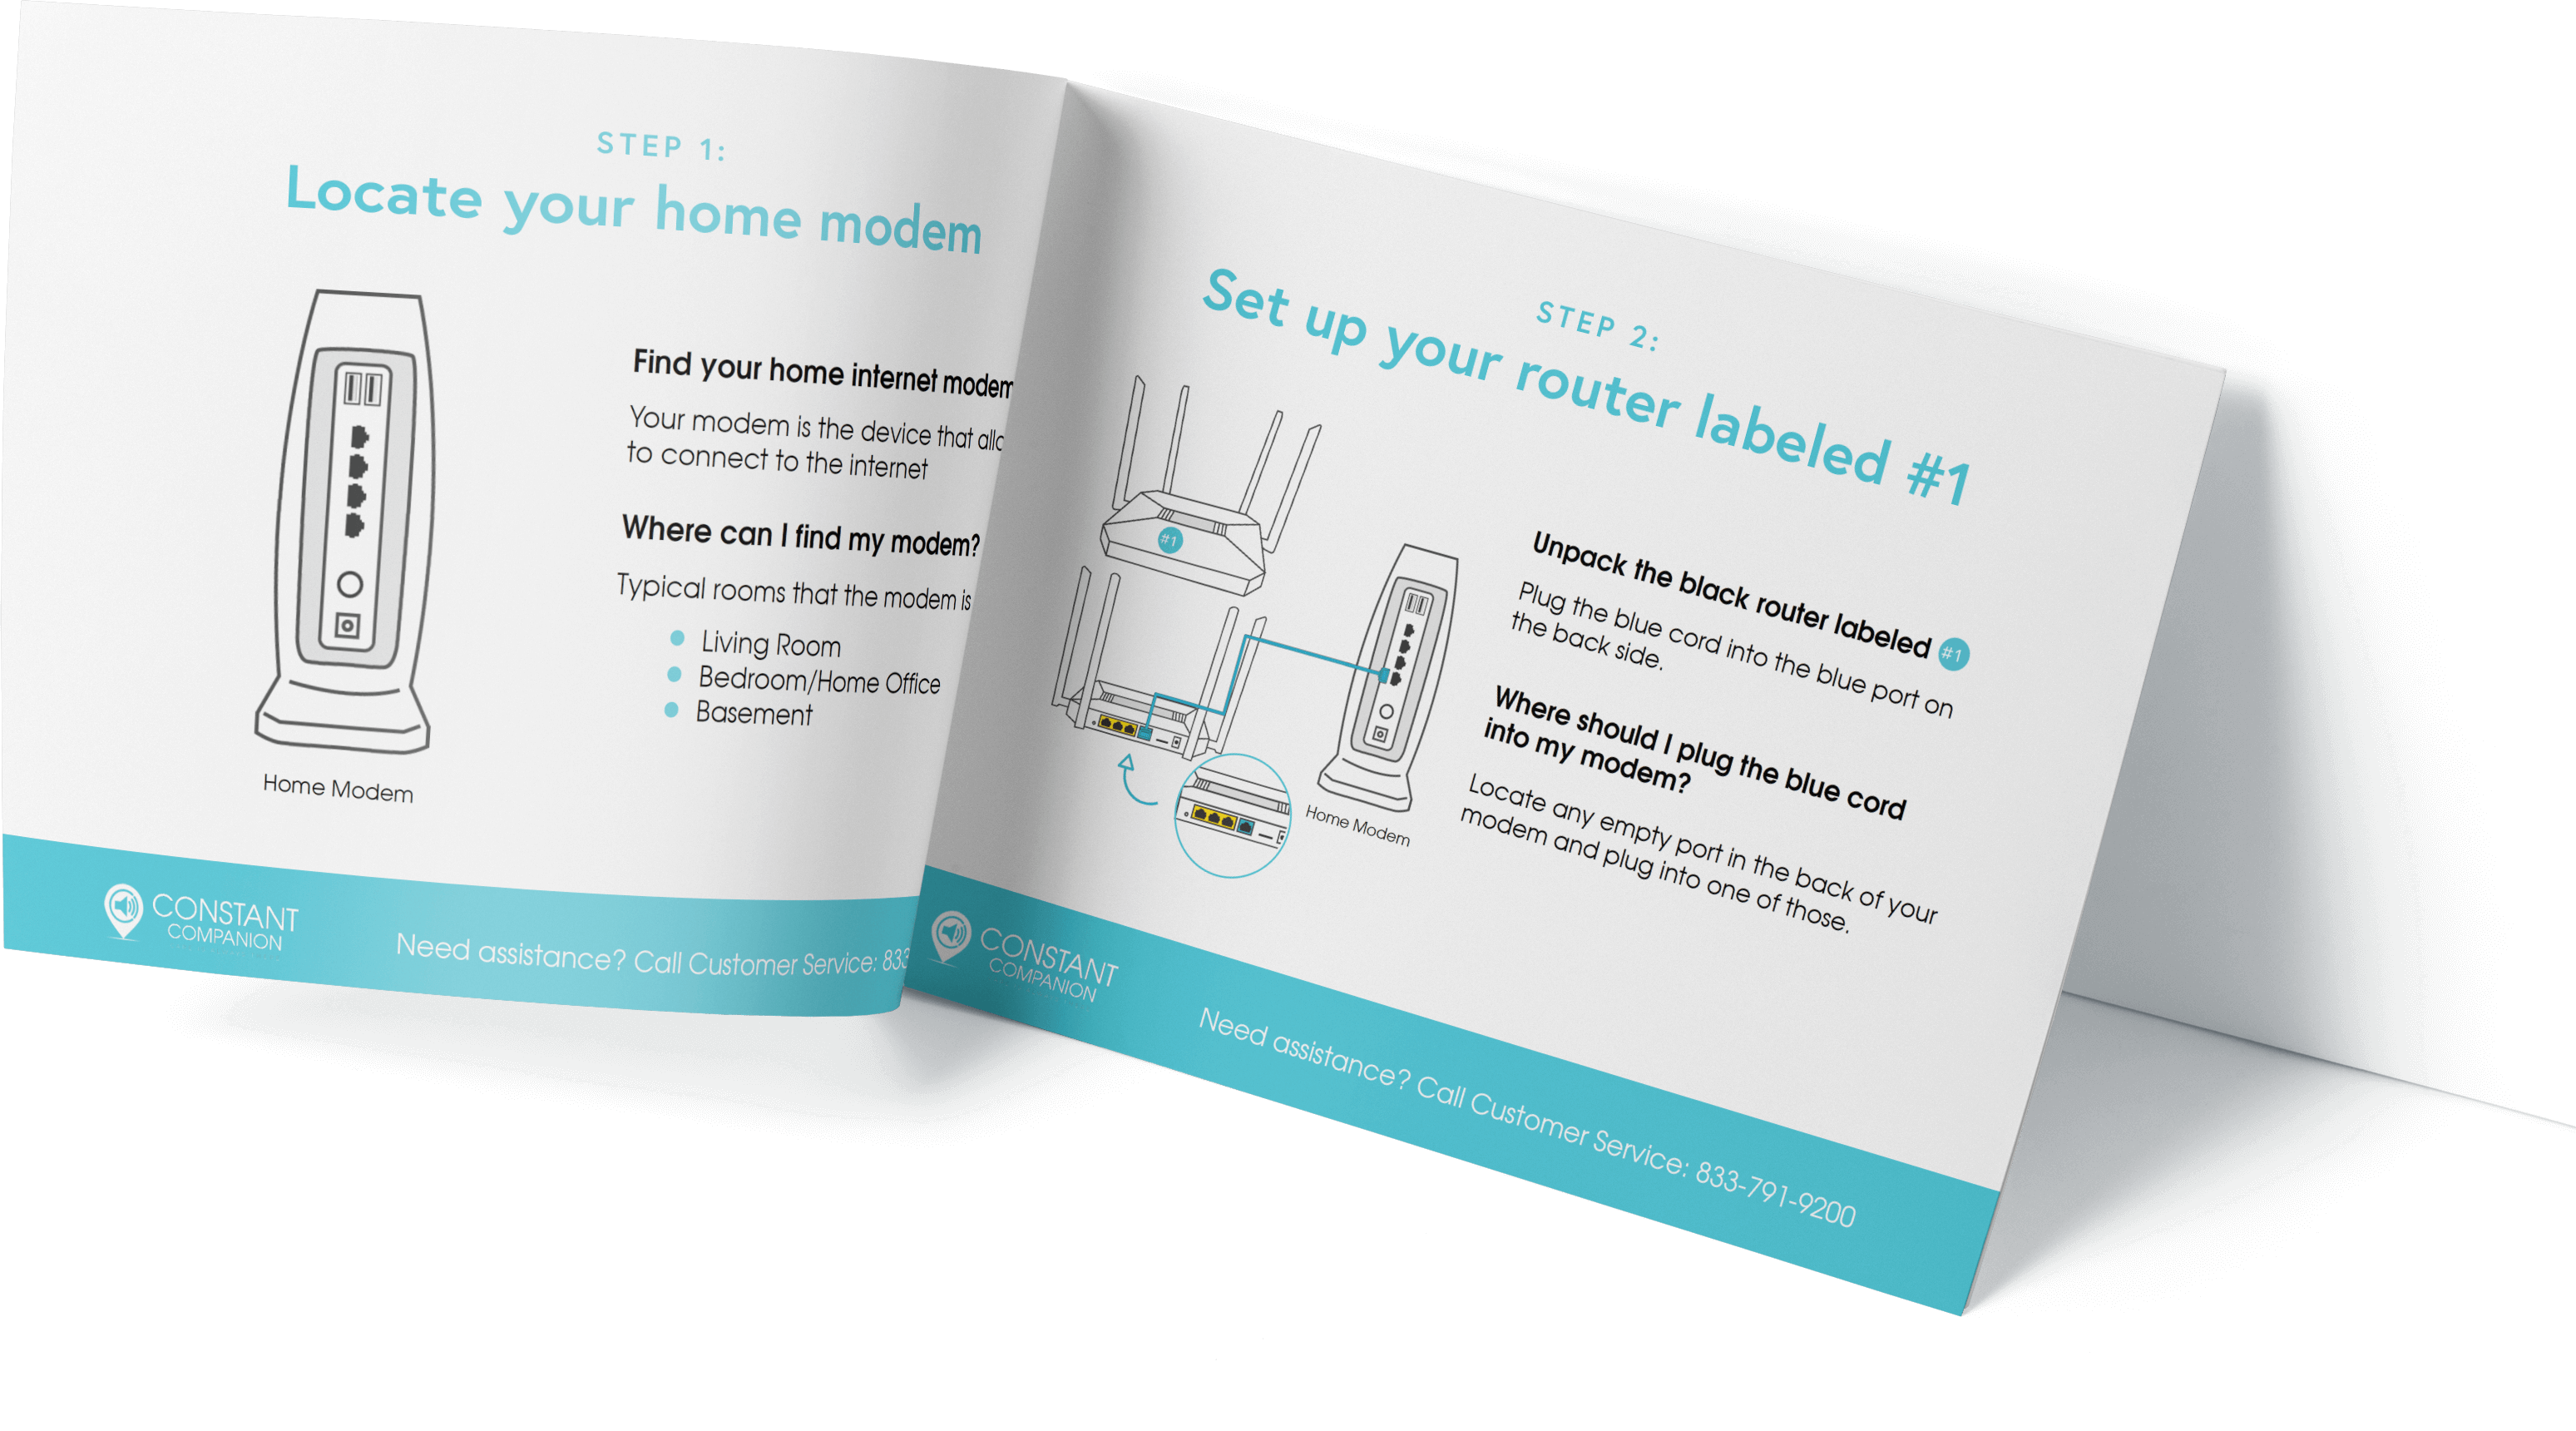 STEP 1:
Locate your home modem
Find your home internet modem
Your modem is the device that
to connect to the internet
Where can I find my modem?
Typical rooms that the modem is
Living Room
Bedroom/Home Office
Basement
Home Modem
CONSTANT
COMPANION
Need assistance? Call Customer Service: 833
STEP 2:
Set up your router labeled #1
#1
Unpack the black router labeled #1
Plug the blue cord into the blue port on
the back side.
Where should I plug the blue cord
into my modem?
Locate any empty port in the back of your
modem and plug into one of those.
Home Modem
CONSTANT
COMPANION
Need assistance? Call Customer Service: 833-791-9200